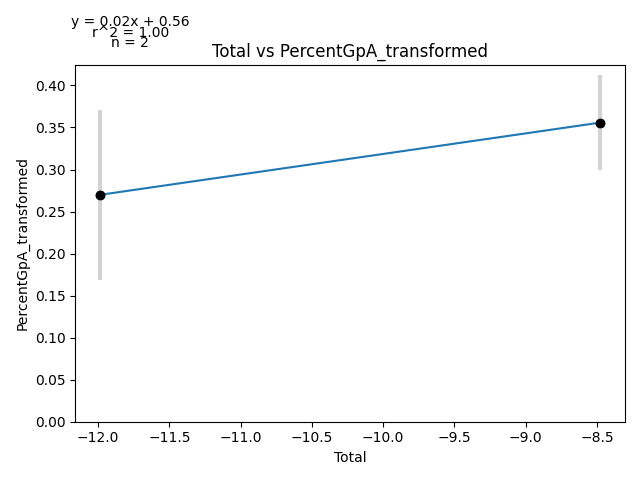 y = 0.02x + 0.56
r^2 = 1.00
n = 2
Total vs PercentGpA_transformed
0.40
0.35
0.30
0.25
0.20
0.15
0.10
0.05
0.00
PercentGpA_transformed
−12.0 −11.5 −11.0 −10.5 −10.0 −9.5 −9.0 −8.5
Total